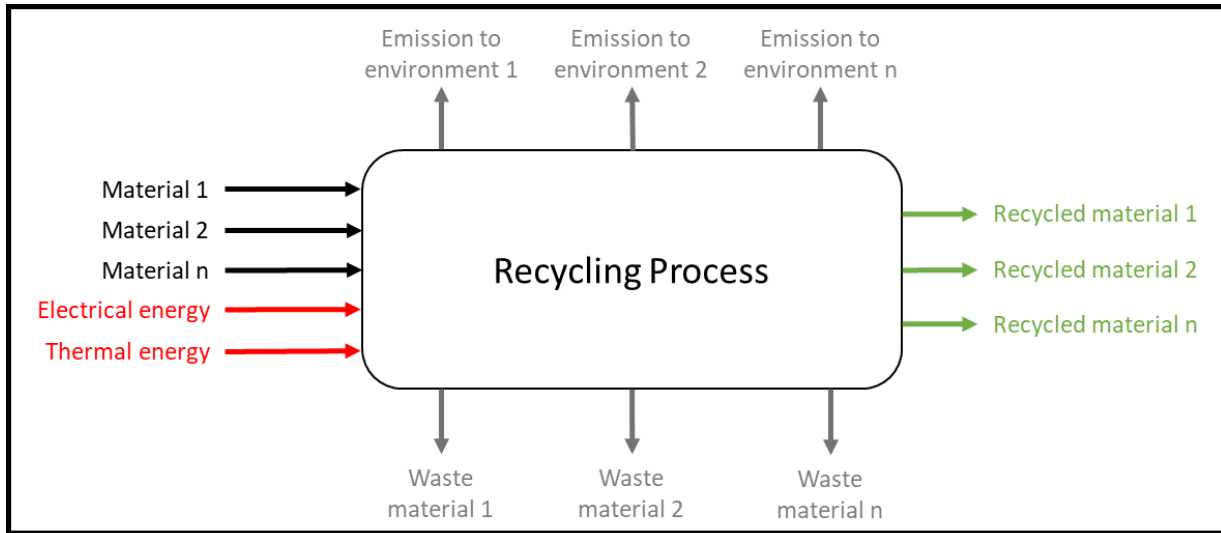 Emission to
environment 1
Emission to
environment 2
Emission to
environment n
Material 1
Material 2
Material n
Electrical energy
Thermal energy
Recycling Process
Recycled material 1
Recycled material 2
Recycled material n
Waste
material 1
Waste
material 2
Waste
material n